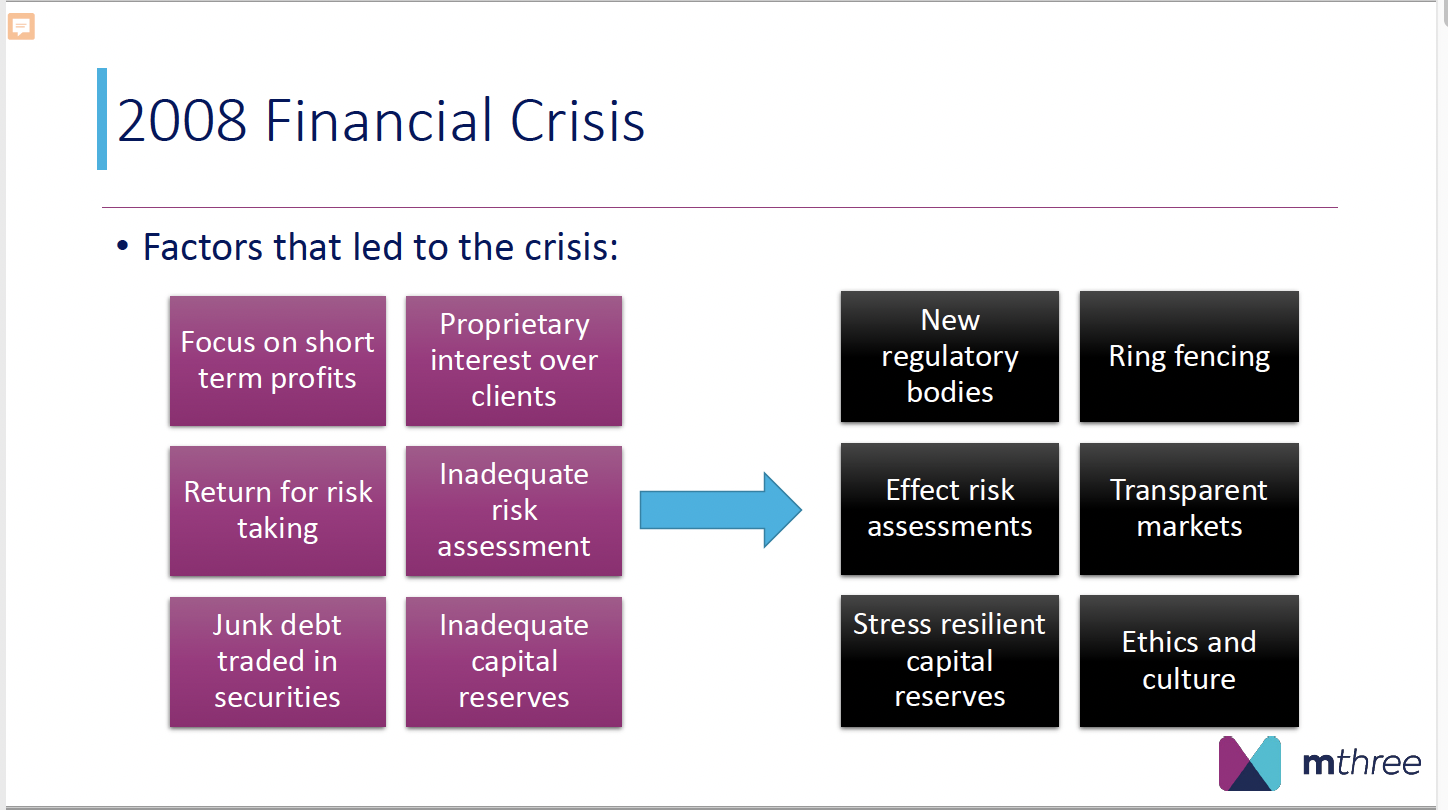 2008 Financial Crisis
• Factors that led to the crisis:
Focus on short
term profits
Proprietary
interest over
clients
Return for risk
taking
Inadequate
risk
assessment
Junk debt
traded in
securities
Inadequate
capital
reserves
New
regulatory
bodies
Ring fencing
Effect risk
assessments
Transparent
markets
Stress resilient
capital
reserves
Ethics and
culture
mthree